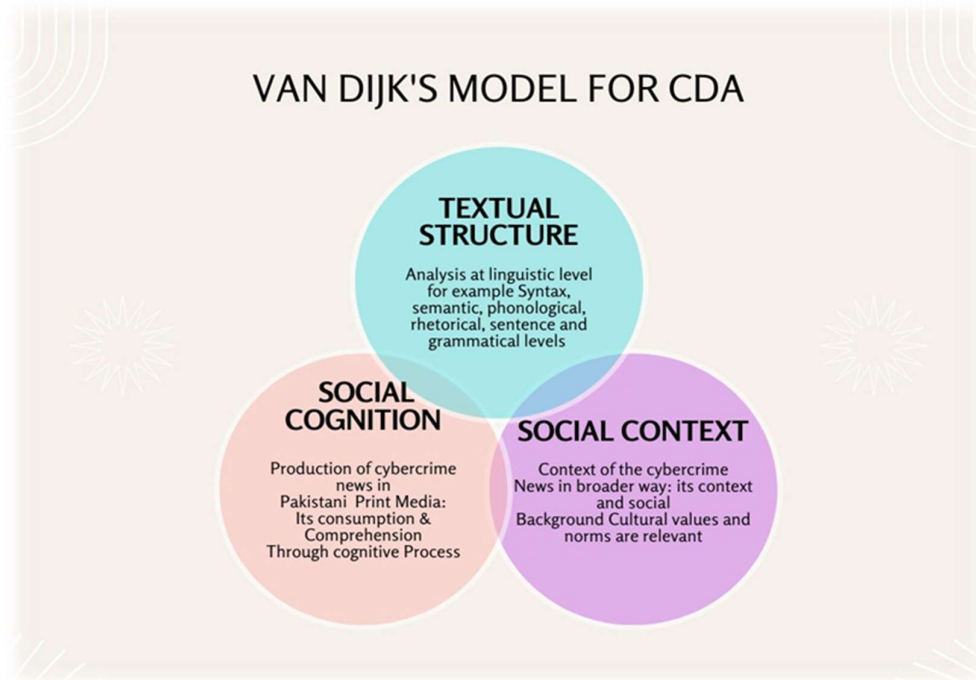 VAN DIJK'S MODEL FOR CDA
TEXTUAL
STRUCTURE
Analysis at linguistic level
for example Syntax,
semantic, phonological,
rhetorical, sentence and
grammatical levels
SOCIAL
COGNITION
Production of cybercrime
news in
Pakistani Print Media:
Its consumption &
Comprehension
Through cognitive Process
SOCIAL CONTEXT
Context of the cybercrime
News in broader way: its context
and social
Background Cultural values and
norms are relevant